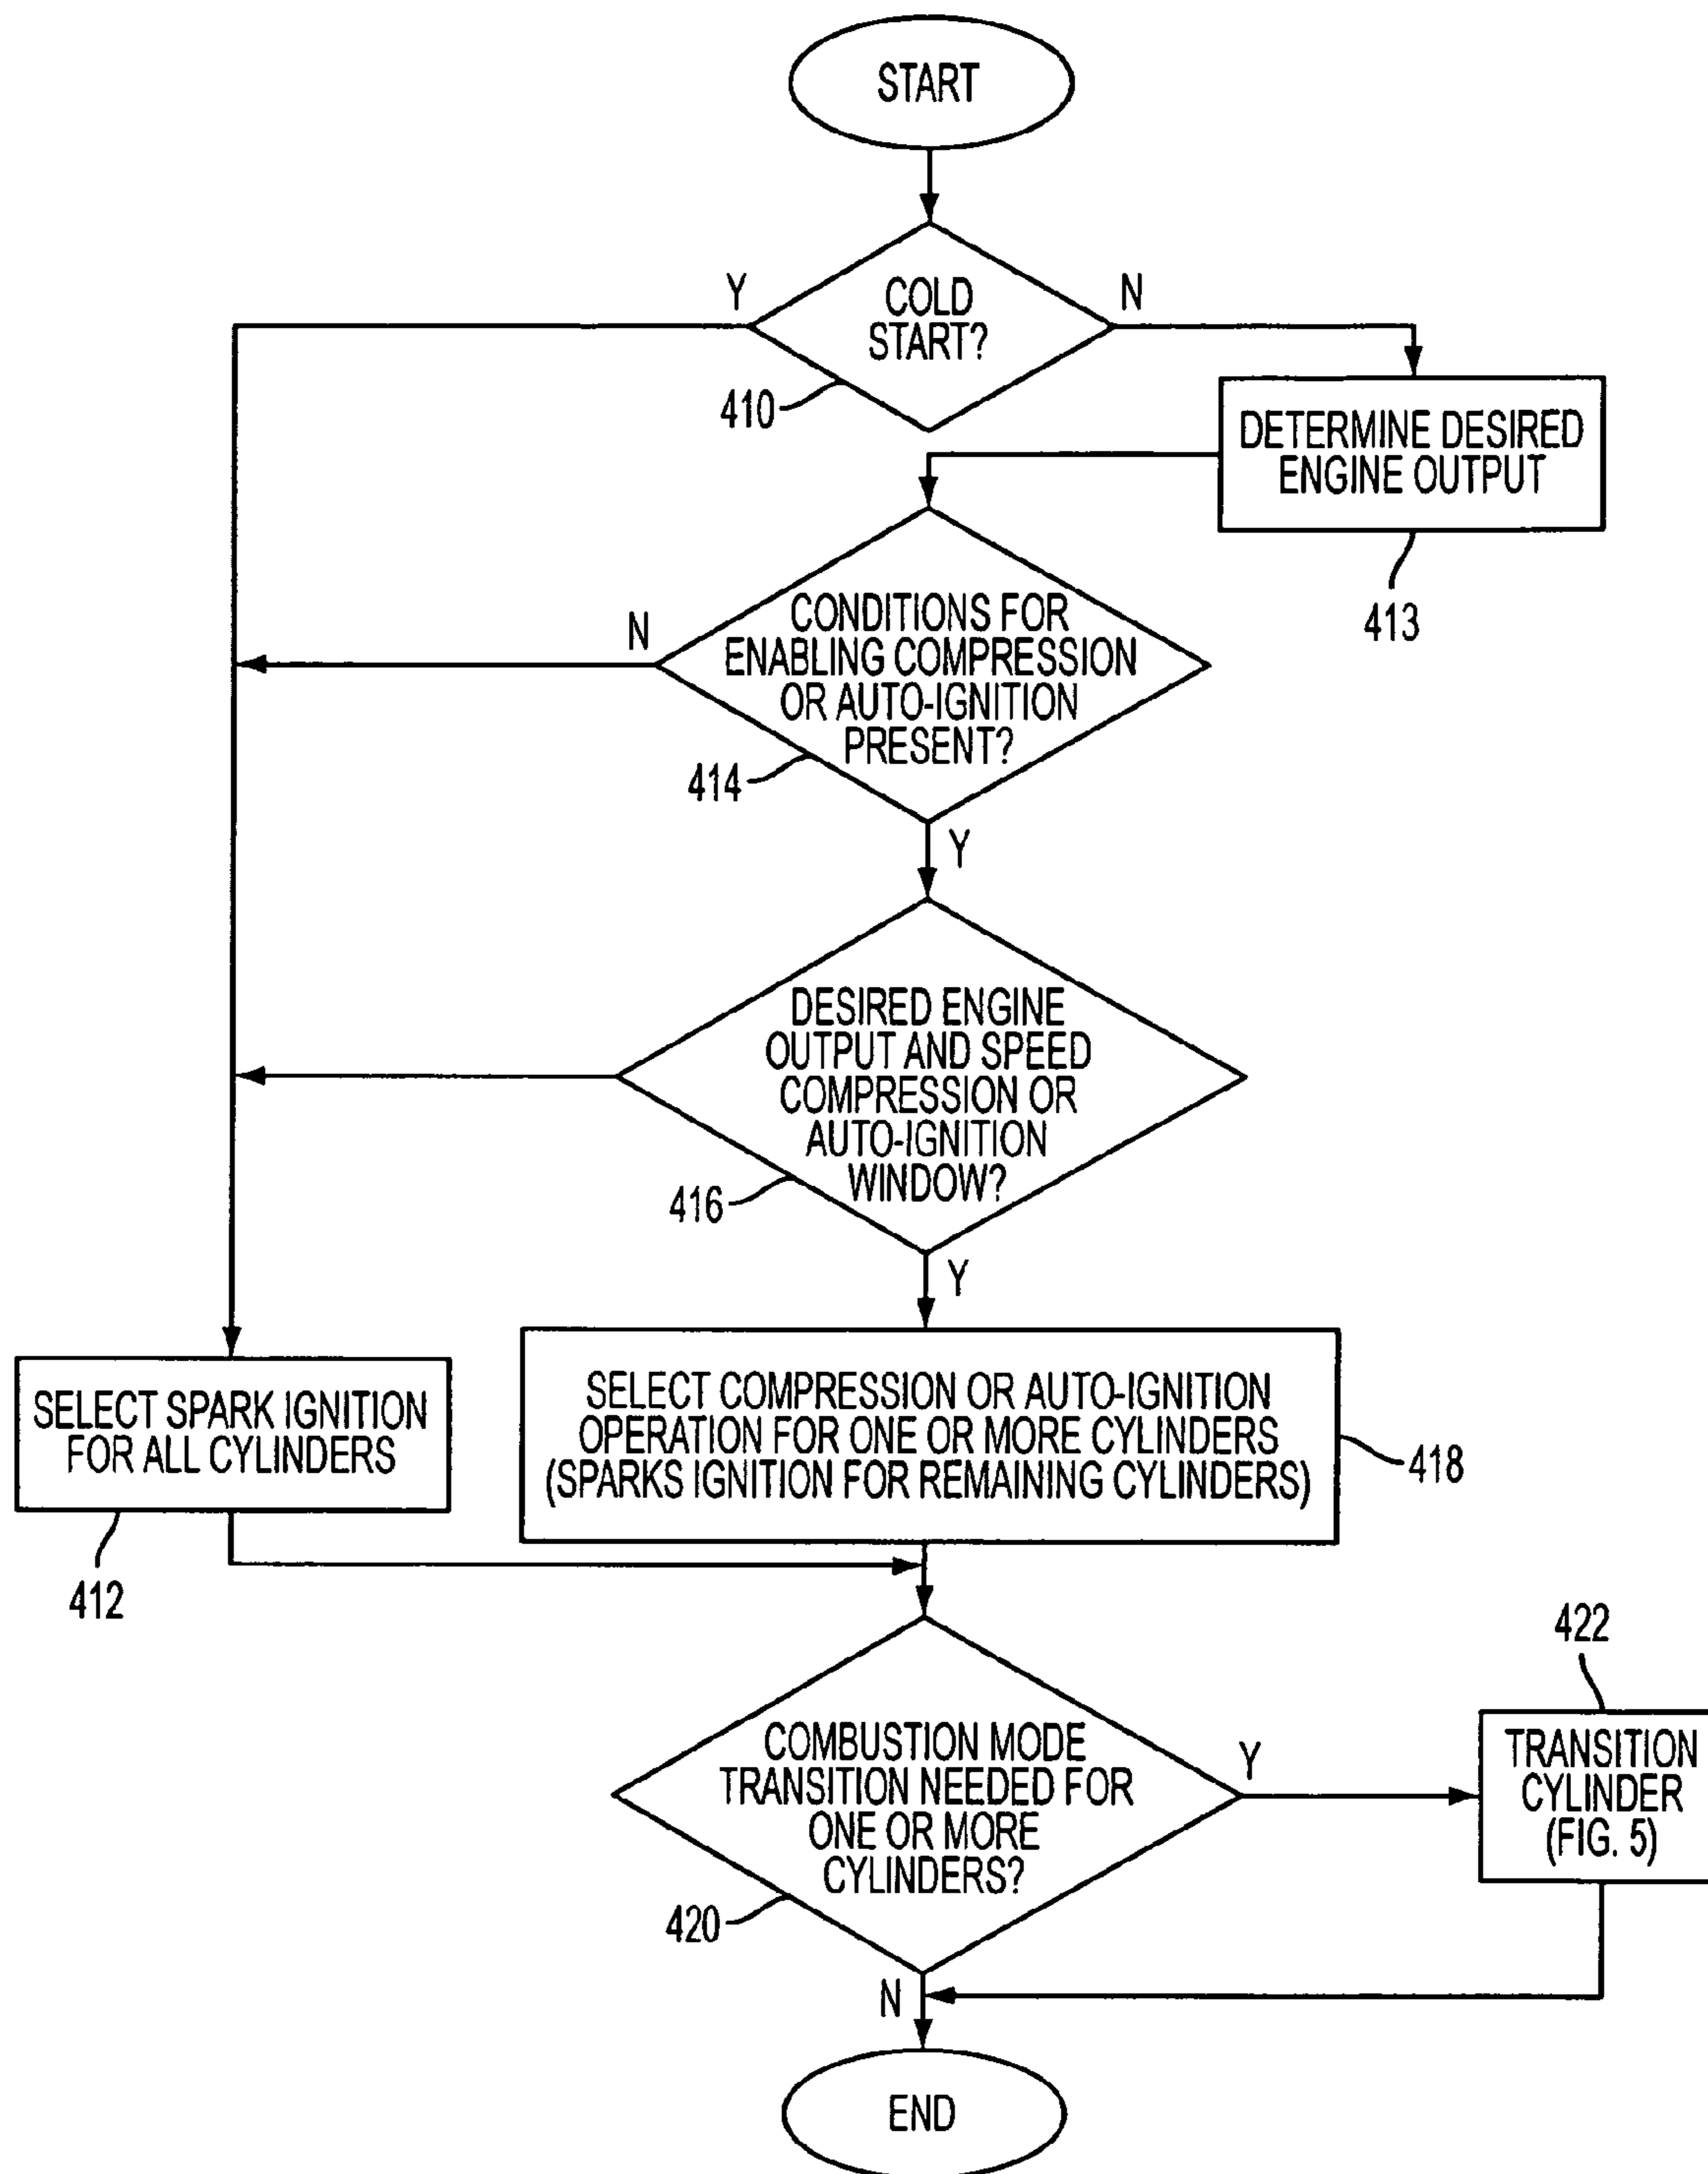 START
Y
COLD
START?
N
410
DETERMINE DESIRED
ENGINE OUTPUT
413
N
CONDITIONS FOR
ENABLING COMPRESSION
OR AUTO-IGNITION
PRESENT?
414
Y
DESIRED ENGINE
OUTPUT AND SPEED
COMPRESSION OR
AUTO-IGNITION
WINDOW?
416
Y
SELECT SPARK IGNITION
FOR ALL CYLINDERS
412
SELECT COMPRESSION OR AUTO-IGNITION
OPERATION FOR ONE OR MORE CYLINDERS
(SPARKS IGNITION FOR REMAINING CYLINDERS)
418
COMBUSTION MODE
TRANSITION NEEDED FOR
ONE OR MORE
CYLINDERS?
420
Y
422
TRANSITION
CYLINDER
(FIG. 5)
N
END